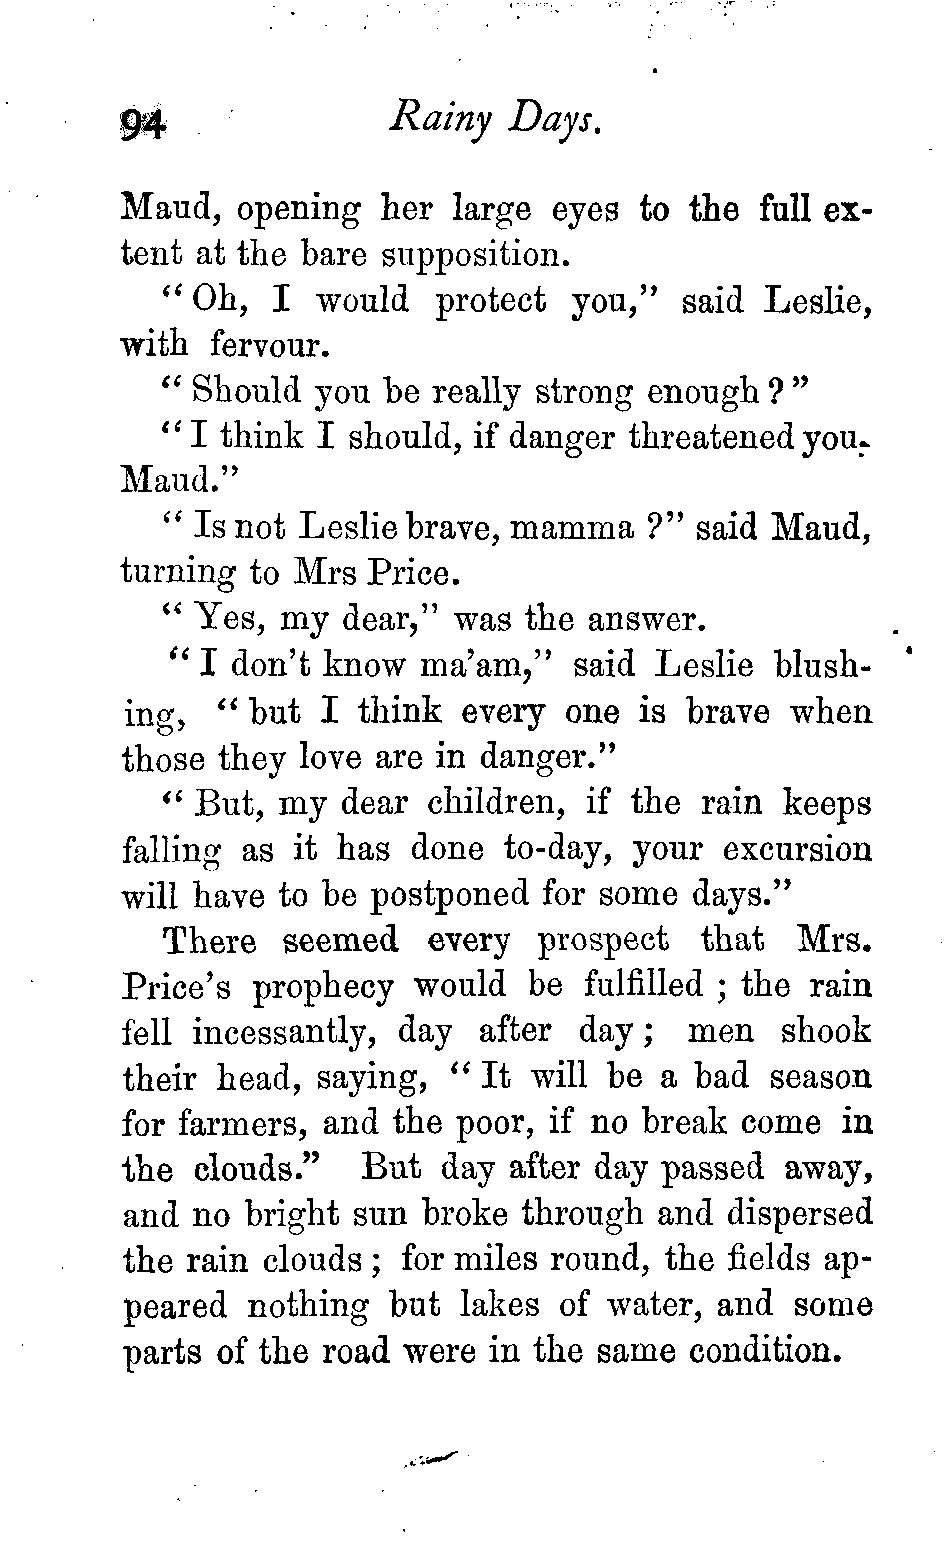 94 Rainy Days.
Maud, opening her large eyes to the full ex-
tent at the bare supposition.
"Oh, I would protect you," said Leslie,
with fervour.
"Should you be really strong enough?"
"I think I should, if danger threatened you,
Maud."
"Is not Leslie brave, mamma?" said Maud,
turning to Mrs Price.
"Yes, my dear," was the answer.
"I don't know ma'am," said Leslie blush-
ing, "but I think every one is brave when
those they love are in danger."
"But, my dear children, if the rain keeps
falling as it has done to-day, your excursion
will have to be postponed for some days."
There seemed every prospect that Mrs.
Price's prophecy would be fulfilled; the rain
fell incessantly, day after day; men shook
their head, saying, "It will be a bad season
for farmers, and the poor, if no break come in
the clouds." But day after day passed away,
and no bright sun broke through and dispersed
the rain clouds; for miles round, the fields ap-
peared nothing but lakes of water, and some
parts of the road were in the same condition.